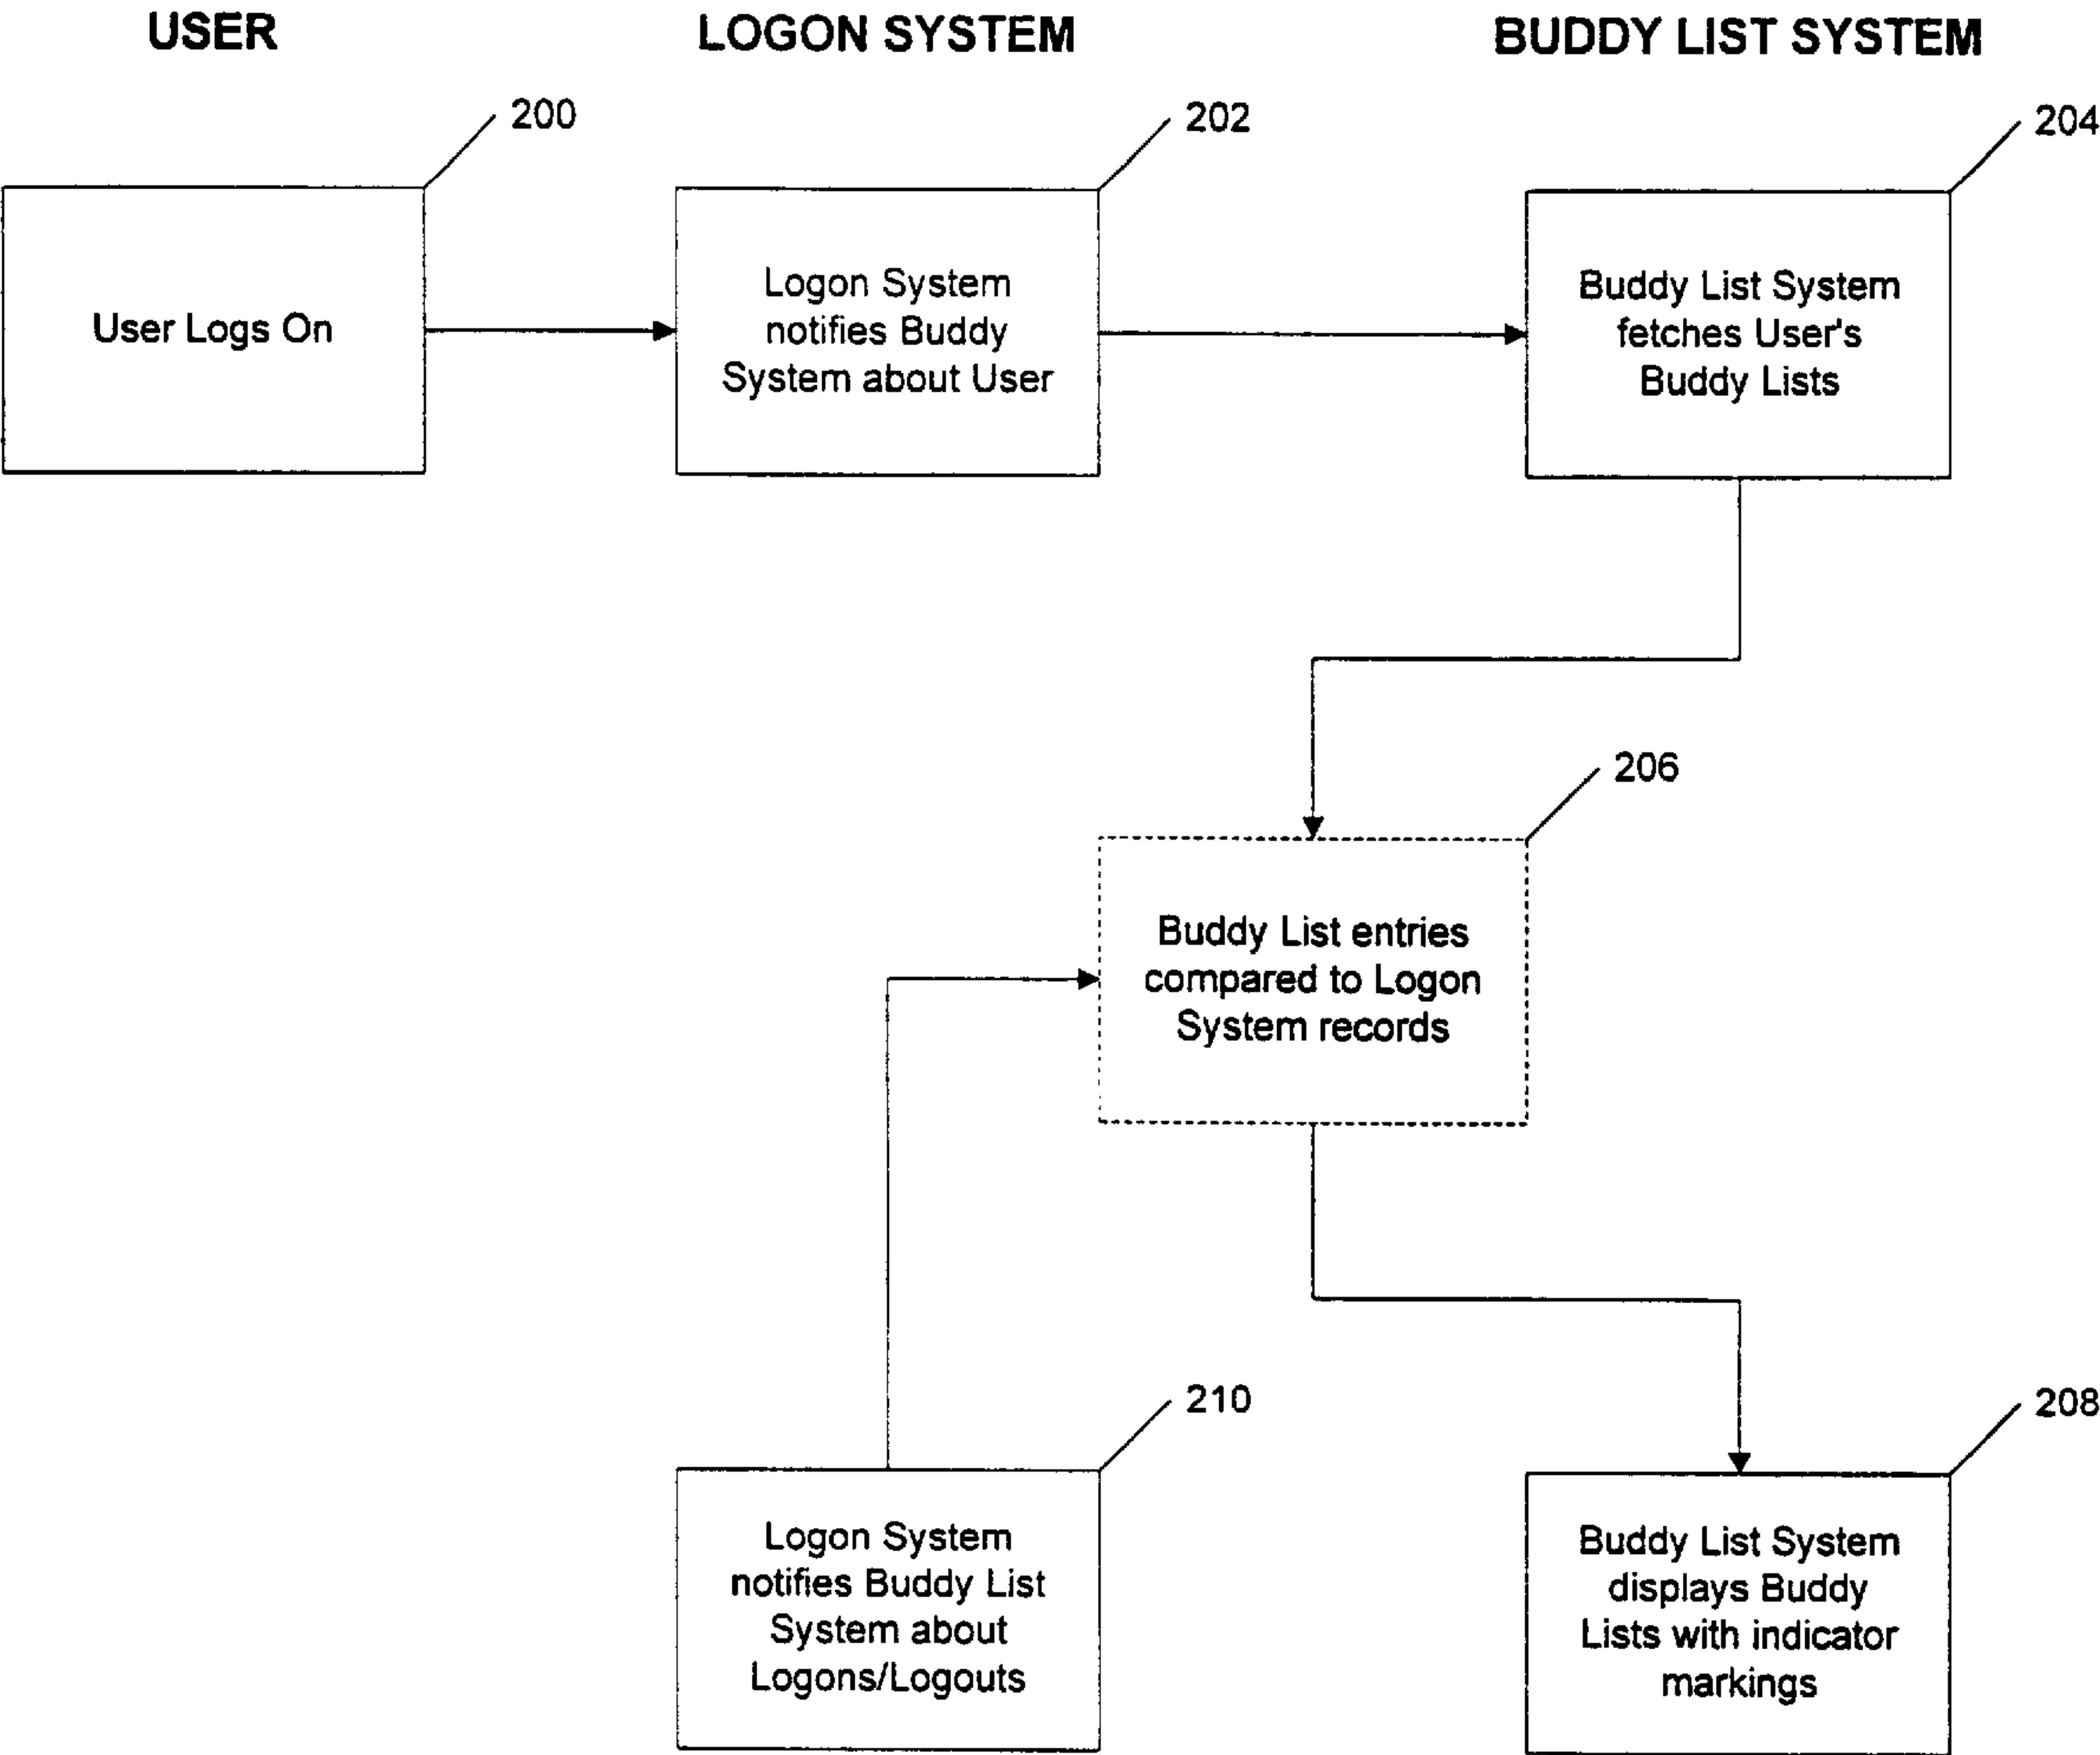 USER
LOGON SYSTEM
BUDDY LIST SYSTEM
200
202
204
User Logs On
Logon System
notifies Buddy
System about User
Buddy List System
fetches User's
Buddy Lists
206
Buddy List entries
compared to Logon
System records
210
208
Logon System
notifies Buddy List
System about
Logons/Logouts
Buddy List System
displays Buddy
Lists with indicator
markings